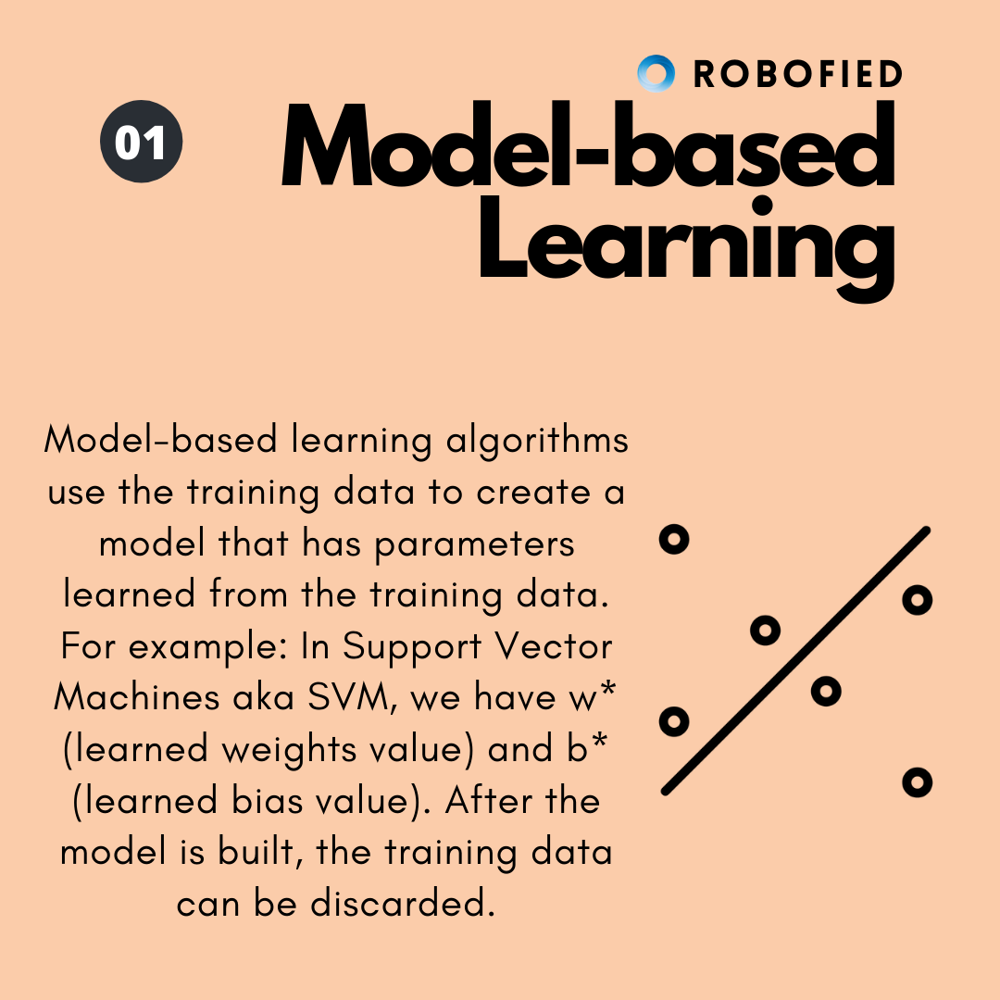 ROBOFIED
01
Model-based
Learning
Model-based learning algorithms
use the training data to create a
model that has parameters
learned from the training data.
For example: In Support Vector
Machines aka SVM, we have w*
(learned weights value) and b*
(learned bias value). After the
model is built, the training data
can be discarded.